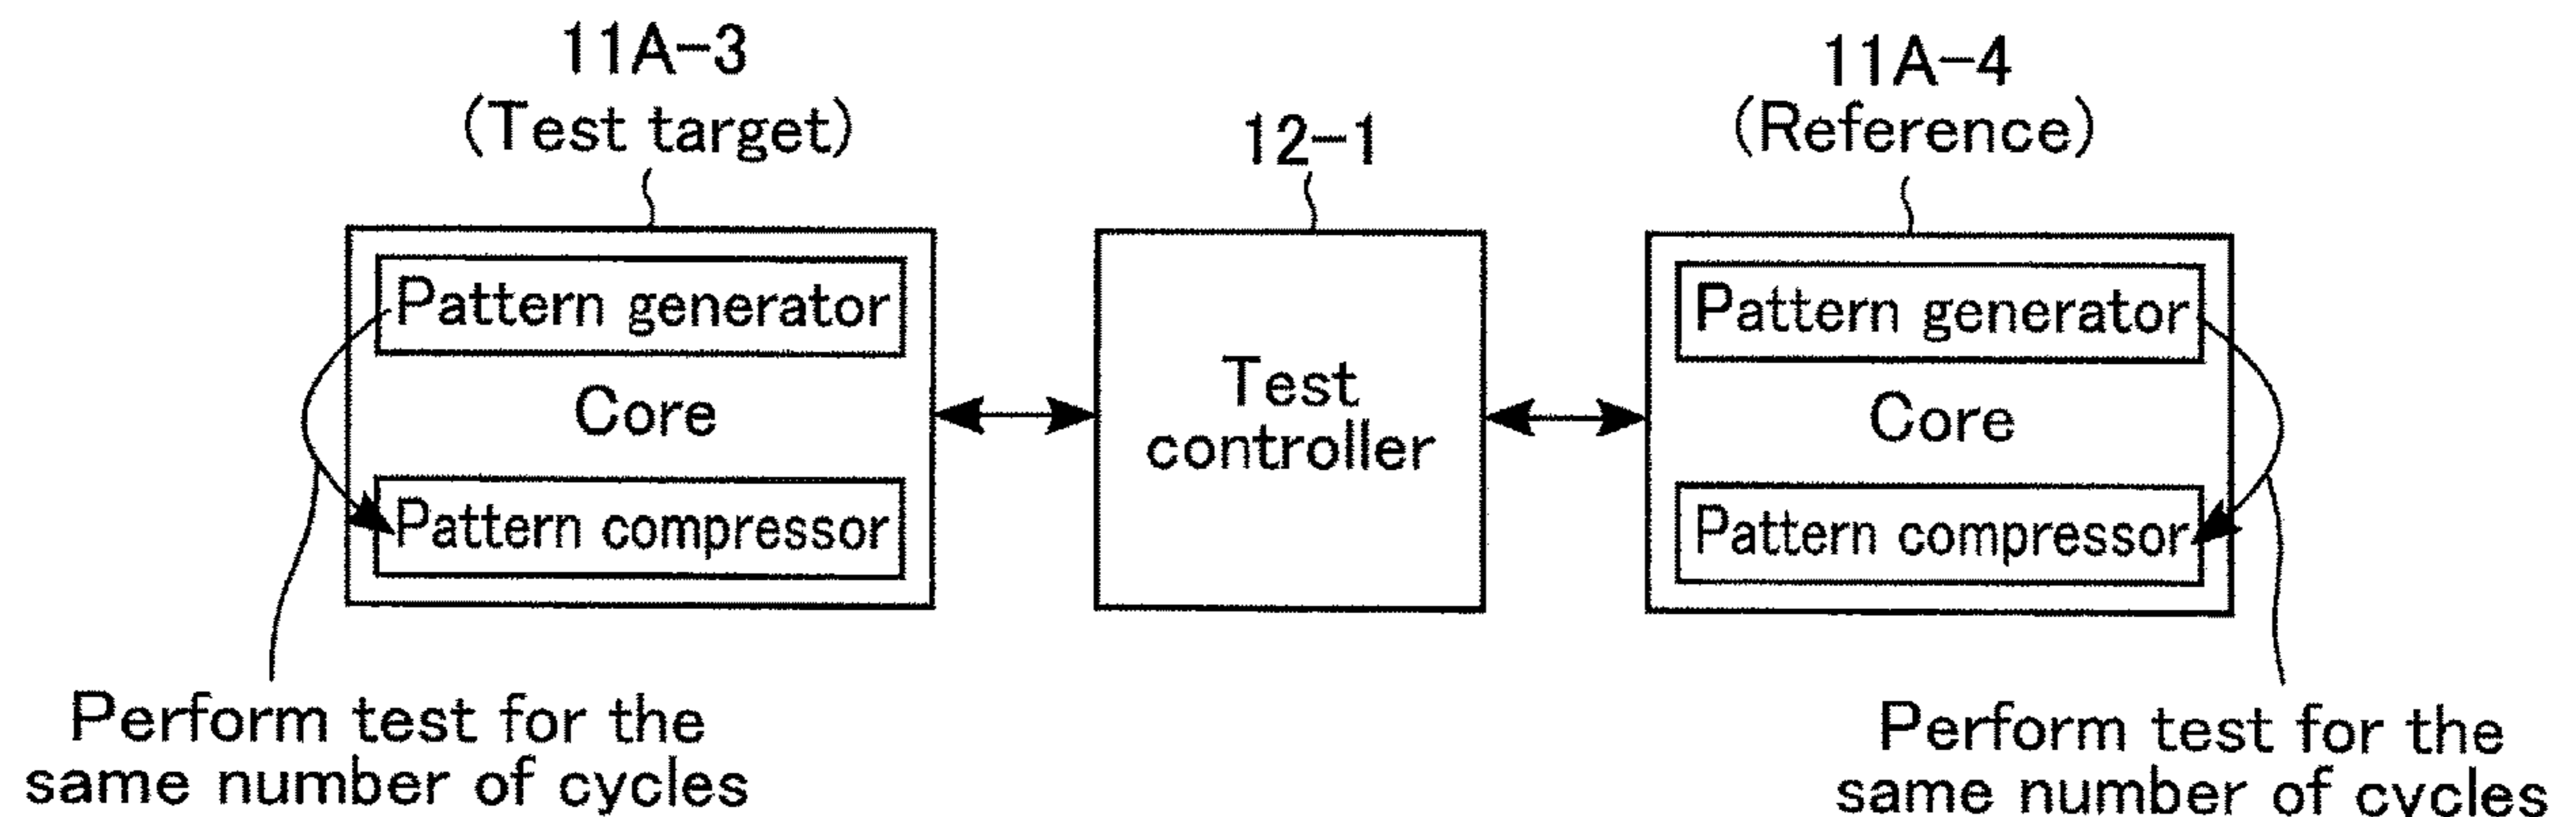 11A-3
(Test target)
Pattern generator
Core
Pattern compressor
Perform test for the
same number of cycles
12-1
Test
controller
11A-4
(Reference)
Pattern generator
Core
Pattern compressor
Perform test for the
same number of cycles